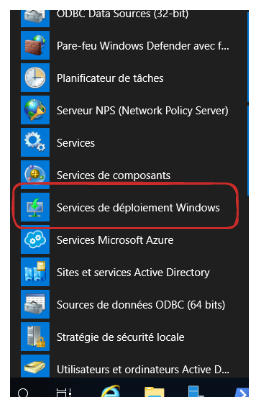 ODBC Data Sources (32-bit)
Pare-feu Windows Defender avec f...
Planificateur de tâches
Serveur NPS (Network Policy Server)
Services
Services de composants
Services de déploiement Windows
Services Microsoft Azure
Sites et services Active Directory
Sources de données ODBC (64 bits)
Stratégie de sécurité locale
Utilisateurs et ordinateurs Active D...